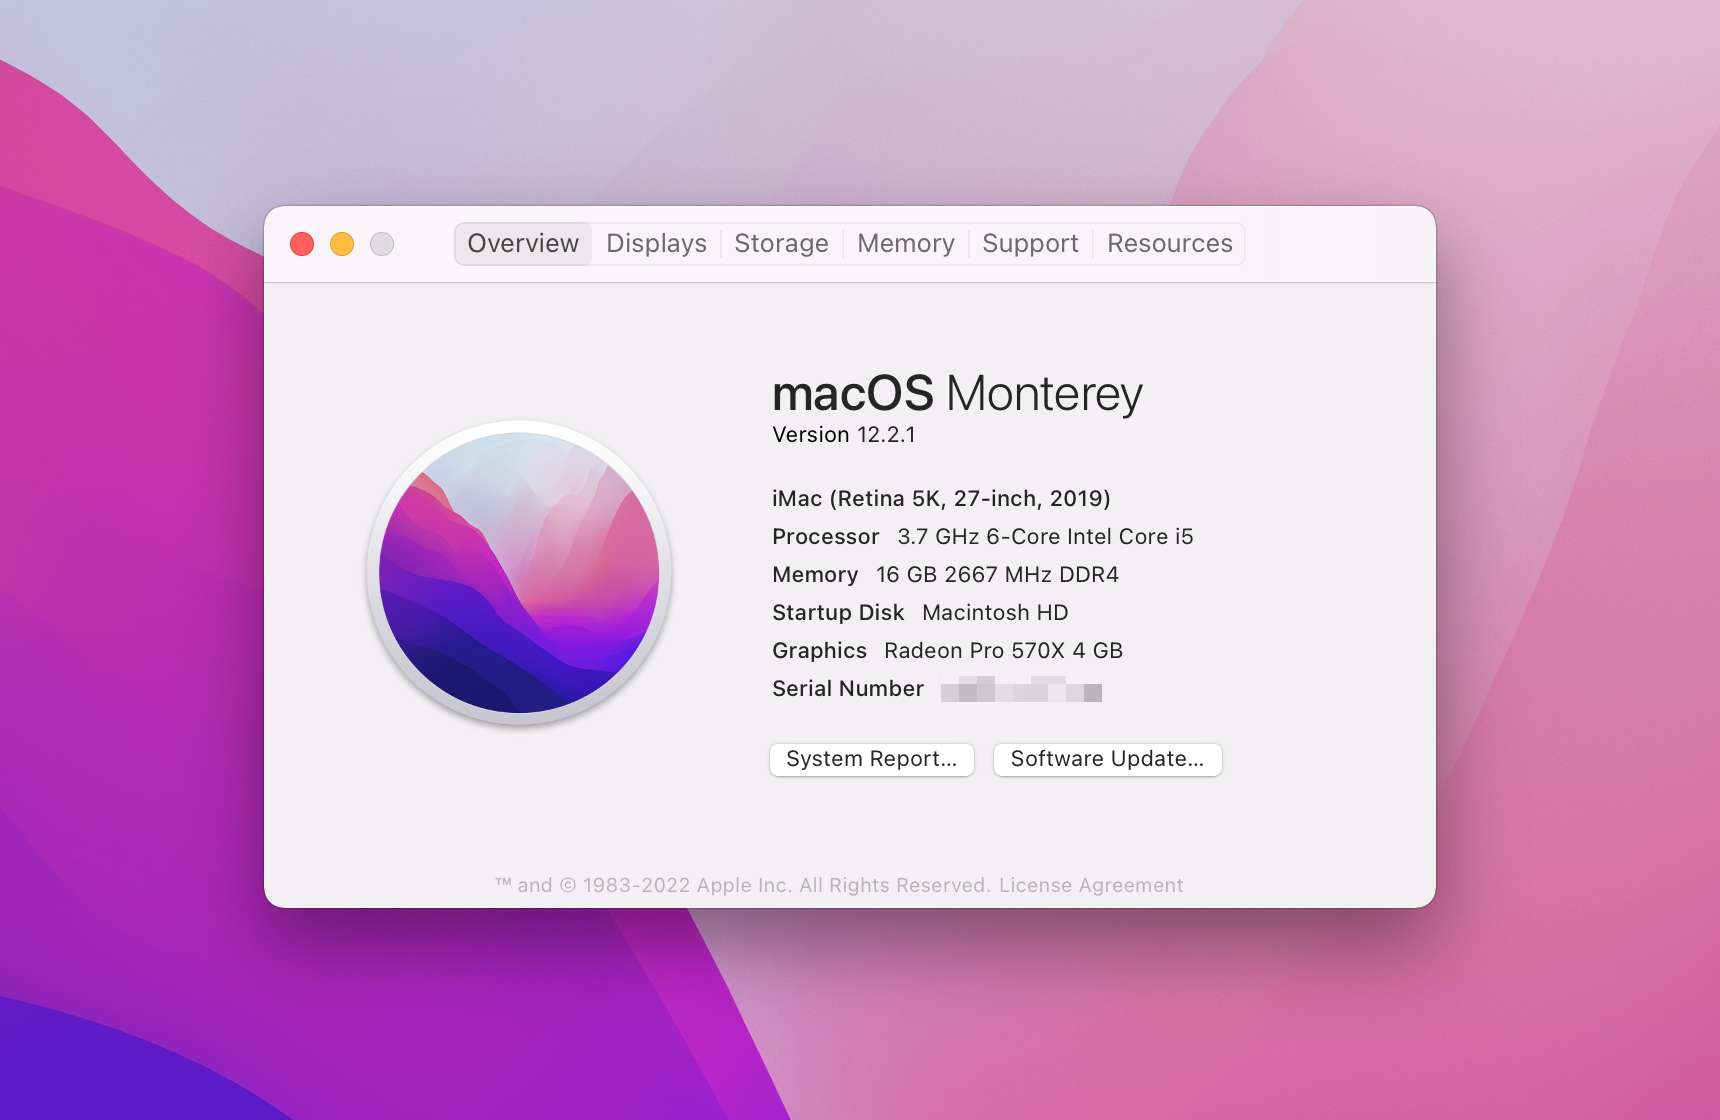 Overview Displays Storage Memory Support Resources
macOS Monterey
Version 12.2.1
iMac (Retina 5K, 27-inch, 2019)
Processor 3.7 GHz 6-Core Intel Core i5
Memory 16 GB 2667 MHz DDR4
Startup Disk Macintosh HD
Graphics Radeon Pro 570X 4 GB
Serial Number
System Report... Software Update...
™ and © 1983-2022 Apple Inc. All Rights Reserved. License Agreement